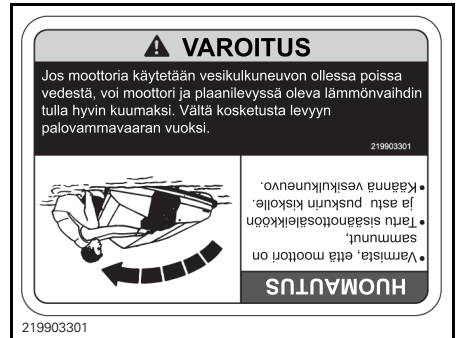 VAROITUS
Jos moottoria käytetään vesikulkuneuvon ollessa poissa
vedestä, voi moottori ja plaanilevyssä oleva lämmönvaihdin
tulla hyvin kuumaksi. Vältä kosketusta levyyn
palovammavaaran vuoksi.
219903301
HUOMAUTUS
• Varmista, että moottori on
sammunut,
• Tartu sisäänottosäleikköön
ja astu puskurin kiskolle.
• Käännä vesikulkuneuvo.
219903301